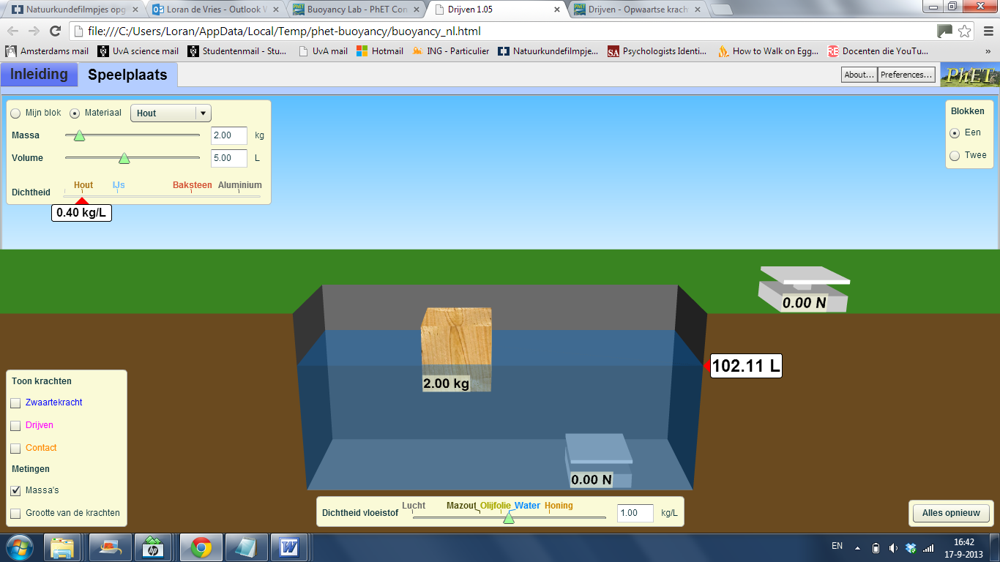 Natuurkundefilmpjes opg
Loran de Vries - Outlook W
Buoyancy Lab - PhET Con
Drijven 1.05
Drijven - Opwaartse krach
file:///C:/Users/Loran/AppData/Local/Temp/phet-buoyancy/buoyancy_nl.html
Amsterdams mail
UvA science mail
Studentenmail - Stu...
UvA mail
Hotmail
ING - Particulier
Natuurkundefilmpje...
SA Psychologists Identi...
How to Walk on Egg...
RE Docenten die YouTu...
»
Inleiding
Speelplaats
About...
Preferences...
PhET
Mijn blok
Materiaal
Hout
Massa
2.00
kg
Volume
5.00
L
Hout
IJs
Baksteen
Aluminium
Dichtheid
0.40 kg/L
Blokken
Een
Twee
0.00 N
102.11 L
2.00 kg
0.00 N
Toon krachten
Zwaartekracht
Drijven
Contact
Metingen
Massa's
Grootte van de krachten
Lucht
Mazout
Olijfolie
Water
Honing
Dichtheid vloeistof
1.00
kg/L
Alles opnieuw
hp
W
EN
16:42
17-9-2013